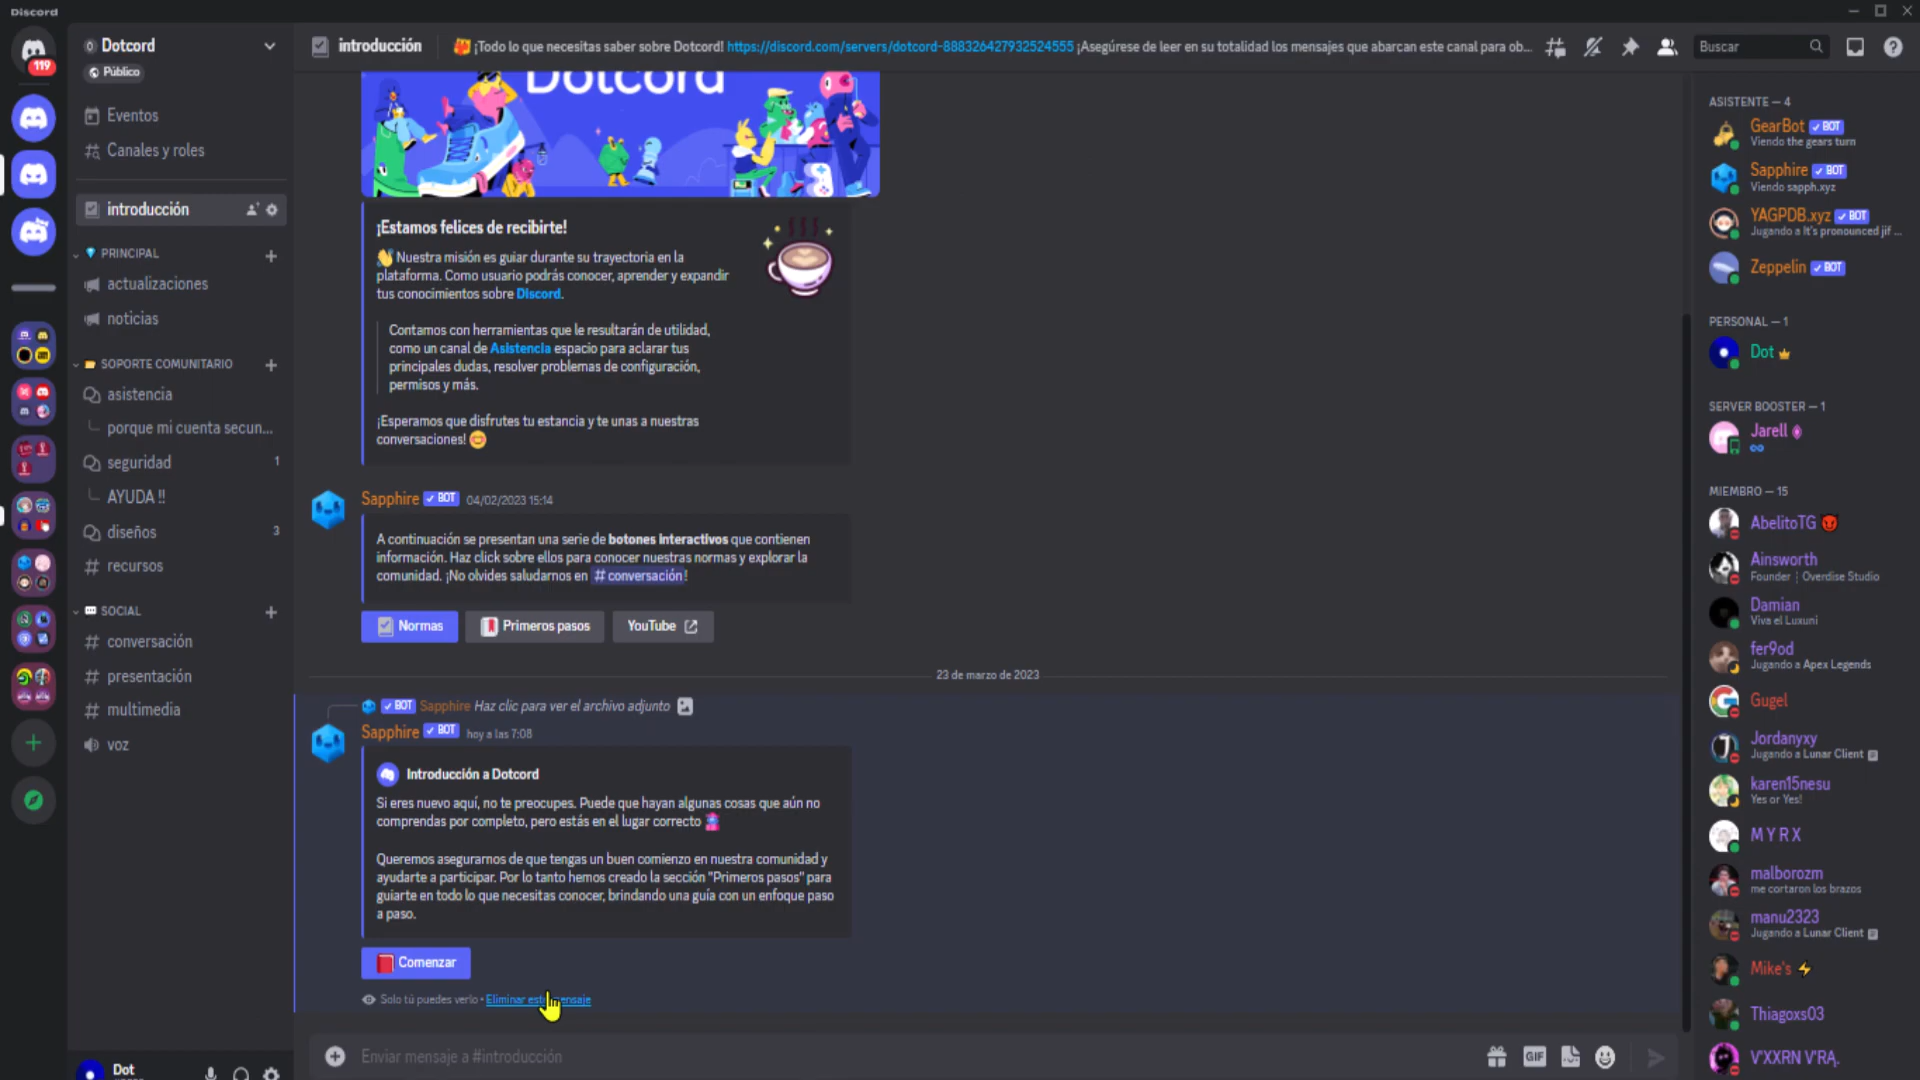 Discord
119
Dotcord
Público
Eventos
Canales y roles
introducción
PRINCIPAL
actualizaciones
noticias
SOPORTE COMUNITARIO
asistencia
porque mi cuenta secun...
seguridad 1
AYUDA !!
diseños 3
recursos
SOCIAL
conversación
presentación
multimedia
voz
Dot
introducción
¡Todo lo que necesitas saber sobre Dotcord! https://discord.com/servers/dotcord-888326427932524555 ¡Asegúrese de leer en su totalidad los mensajes que abarcan este canal para ob...
Buscar
Dotcord
¡Estamos felices de recibirte!
Nuestra misión es guiar durante su trayectoria en la
plataforma. Como usuario podrás conocer, aprender y expandir
tus conocimientos sobre Discord.
Contamos con herramientas que le resultarán de utilidad,
como un canal de Asistencia espacio para aclarar tus
principales dudas, resolver problemas de configuración,
permisos y más.
¡Esperamos que disfrutes tu estancia y te unas a nuestras
conversaciones!
Sapphire BOT 04/02/2023 15:14
A continuación se presentan una serie de botones interactivos que contienen
información. Haz click sobre ellos para conocer nuestras normas y explorar la
comunidad. ¡No olvides saludarnos en #conversación!
Normas
Primeros pasos
YouTube
23 de marzo de 2023
BOT Sapphire Haz clic para ver el archivo adjunto
Sapphire BOT hoy a las 7:08
Introducción a Dotcord
Si eres nuevo aquí, no te preocupes. Puede que hayan algunas cosas que aún no
comprendas por completo, pero estás en el lugar correcto
Queremos asegurarnos de que tengas un buen comienzo en nuestra comunidad y
ayudarte a participar. Por lo tanto hemos creado la sección "Primeros pasos" para
guiarte en todo lo que necesitas conocer, brindando una guía con un enfoque paso
a paso.
Comenzar
Solo tú puedes verlo • Eliminar este mensaje
Enviar mensaje a #introducción
GIF
ASISTENTE — 4
GearBot BOT
Viendo the gears turn
Sapphire BOT
Viendo sapph.xyz
YAGPDB.xyz BOT
Jugando a It's pronounced jif ...
Zeppelin BOT
PERSONAL — 1
Dot
SERVER BOOSTER — 1
Jarell
MIEMBRO — 15
AbelitoTG
Ainsworth
Founder | Overdise Studio
Damian
Viva el Luxuni
fer9od
Jugando a Apex Legends
Gugel
Jordanyxy
Jugando a Lunar Client
karen15nesu
Yes or Yes!
M Y R X
malborozm
me cortaron los brazos
manu2323
Jugando a Lunar Client
Mike's
Thiagoxs03
V'XXRN V'RĄ.